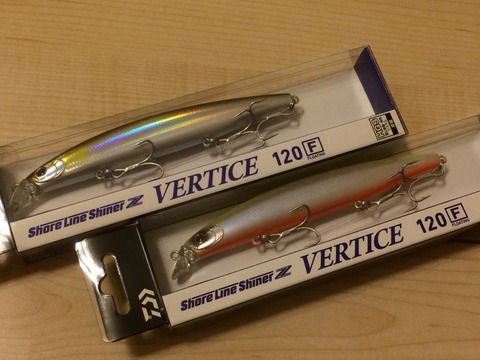 Shore Line Shiner Z VERTICE 120 F
FLOATING
Shore Line Shiner Z VERTICE 120 F
FLOATING